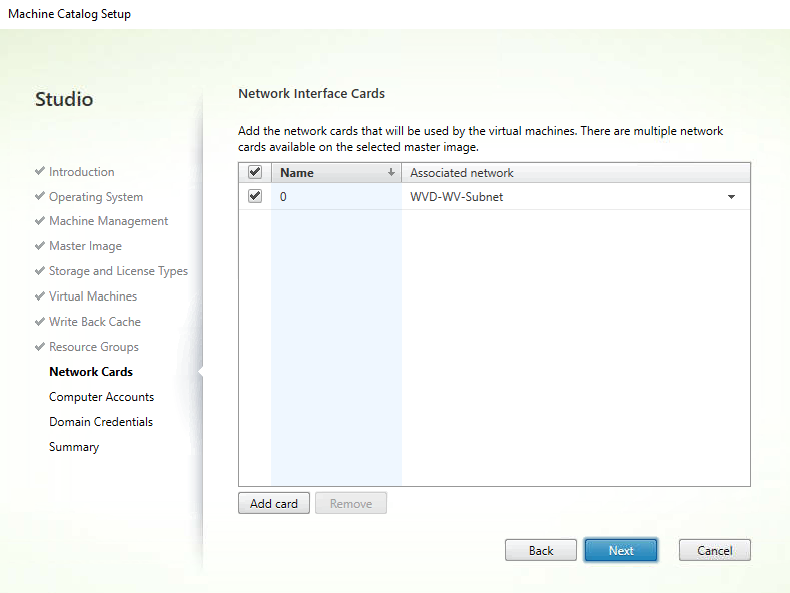 Machine Catalog Setup
Studio
Introduction
Operating System
Machine Management
Master Image
Storage and License Types
Virtual Machines
Write Back Cache
Resource Groups
Network Cards
Computer Accounts
Domain Credentials
Summary
Network Interface Cards
Add the network cards that will be used by the virtual machines. There are multiple network
cards available on the selected master image.
Name Associated network
0 WVD-WV-Subnet
Add card Remove
Back Next Cancel